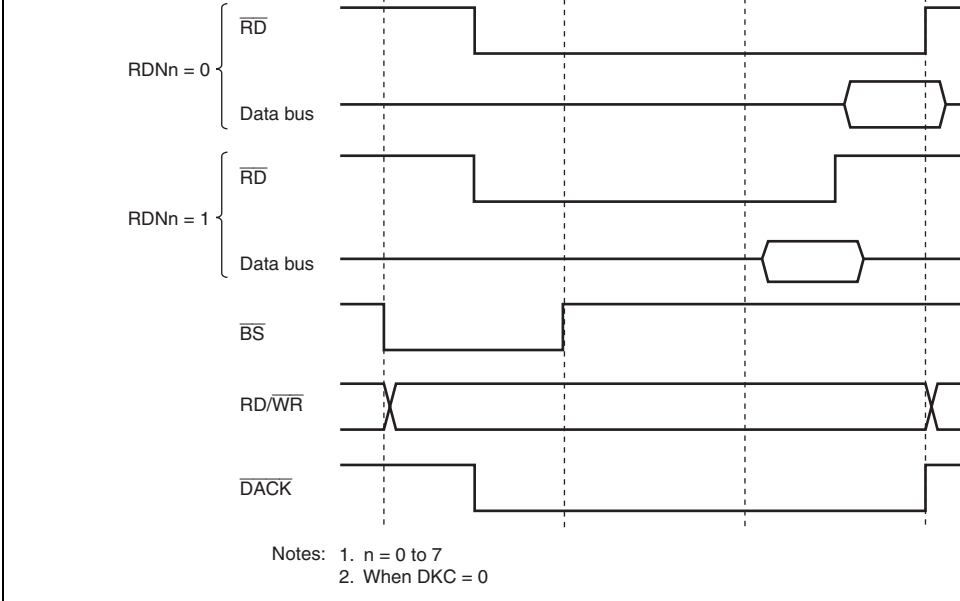 RD
RDNn = 0
Data bus
RD
RDNn = 1
Data bus
BS
RD/WR
DACK
Notes: 1. n = 0 to 7
2. When DKC = 0